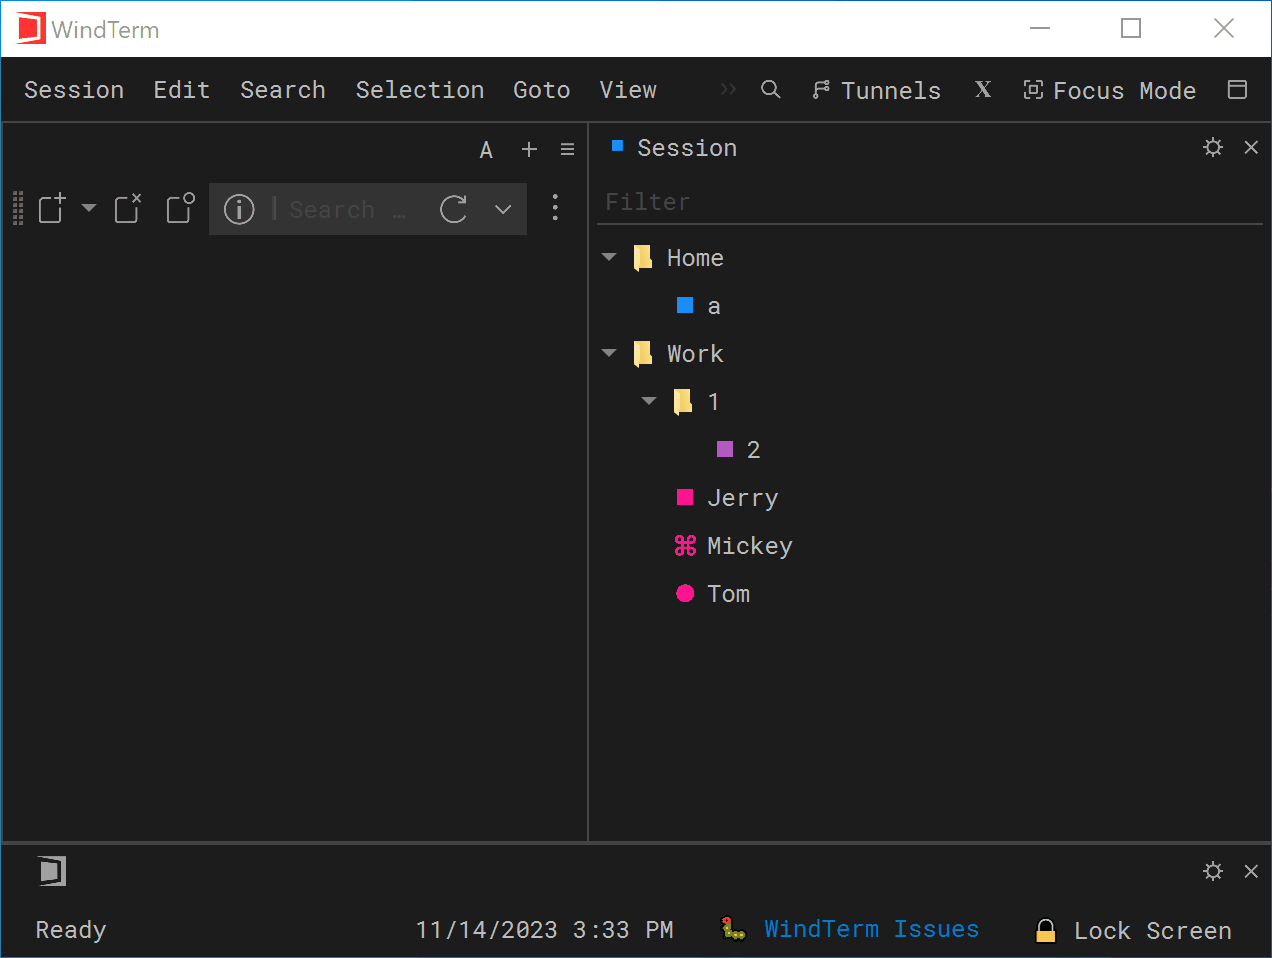 WindTerm
Session Edit Search Selection Goto View Tunnels X Focus Mode
A
Session
Search …
Filter
Home
a
Work
1
2
Jerry
Mickey
Tom
Ready 11/14/2023 3:33 PM WindTerm Issues Lock Screen